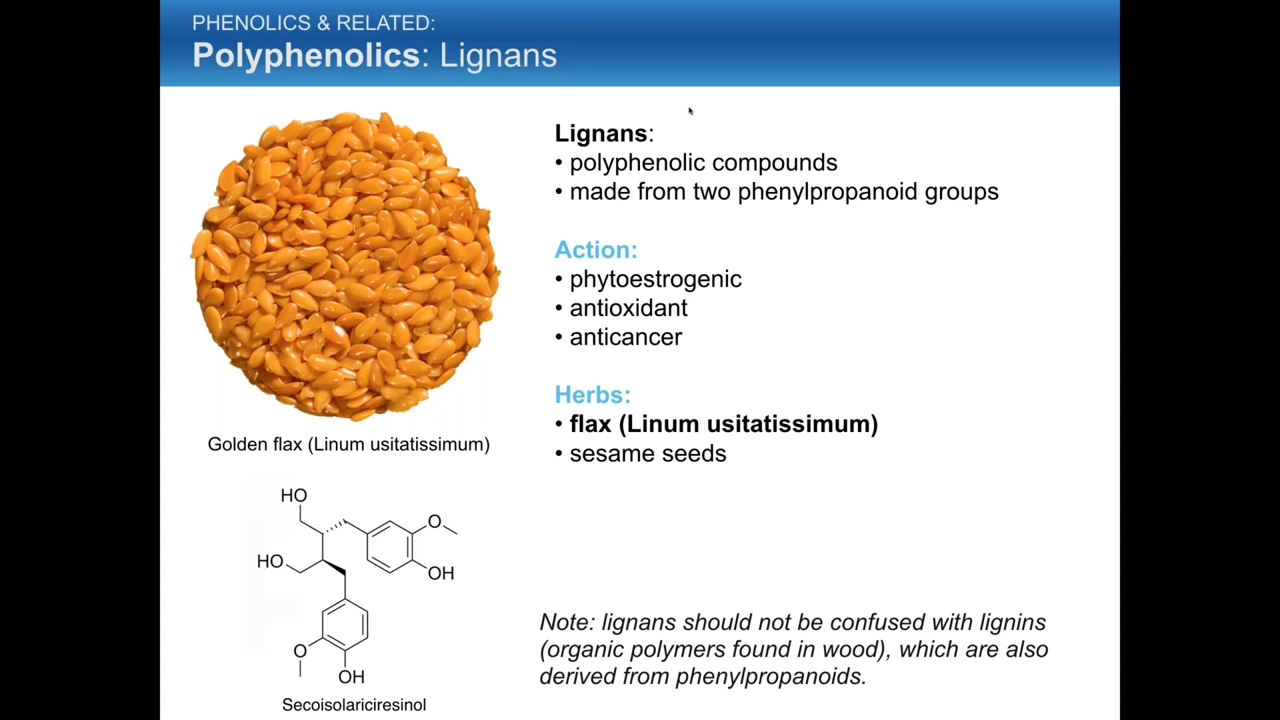 PHENOLICS & RELATED:
Polyphenolics: Lignans
Lignans:
• polyphenolic compounds
• made from two phenylpropanoid groups
Action:
• phytoestrogenic
• antioxidant
• anticancer
Herbs:
• flax (Linum usitatissimum)
• sesame seeds
Golden flax (Linum usitatissimum)
HO
O
HO
OH
O
OH
Secoisolariciresinol
Note: lignans should not be confused with lignins
(organic polymers found in wood), which are also
derived from phenylpropanoids.